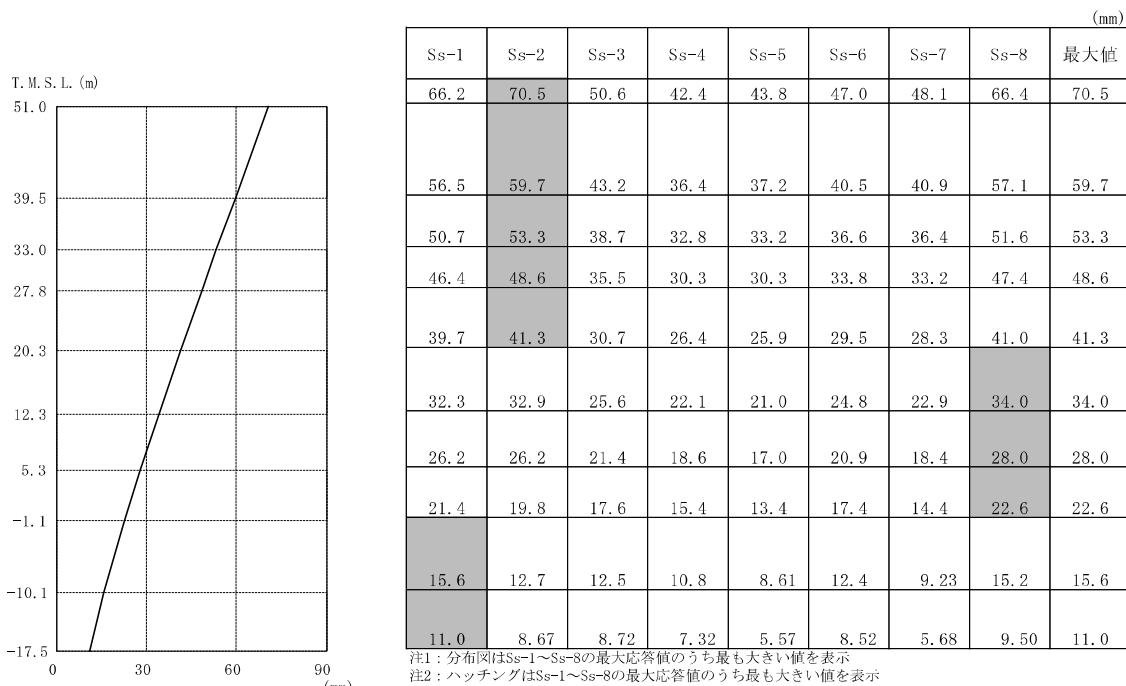 (mm)
Ss-1 Ss-2 Ss-3 Ss-4 Ss-5 Ss-6 Ss-7 Ss-8 最大値
66.2 70.5 50.6 42.4 43.8 47.0 48.1 66.4 70.5
56.5 59.7 43.2 36.4 37.2 40.5 40.9 57.1 59.7
50.7 53.3 38.7 32.8 33.2 36.6 36.4 51.6 53.3
46.4 48.6 35.5 30.3 30.3 33.8 33.2 47.4 48.6
39.7 41.3 30.7 26.4 25.9 29.5 28.3 41.0 41.3
32.3 32.9 25.6 22.1 21.0 24.8 22.9 34.0 34.0
26.2 26.2 21.4 18.6 17.0 20.9 18.4 28.0 28.0
21.4 19.8 17.6 15.4 13.4 17.4 14.4 22.6 22.6
15.6 12.7 12.5 10.8 8.61 12.4 9.23 15.2 15.6
11.0 8.67 8.72 7.32 5.57 8.52 5.68 9.50 11.0
注1：分布図はSs-1～Ss-8の最大応答値のうち最も大きい値を表示
注2：ハッチングはSs-1～Ss-8の最大応答値のうち最も大きい値を表示
T.M.S.L.(m)
51.0
39.5
33.0
27.8
20.3
12.3
5.3
-1.1
-10.1
-17.5
0 30 60 90
(mm)